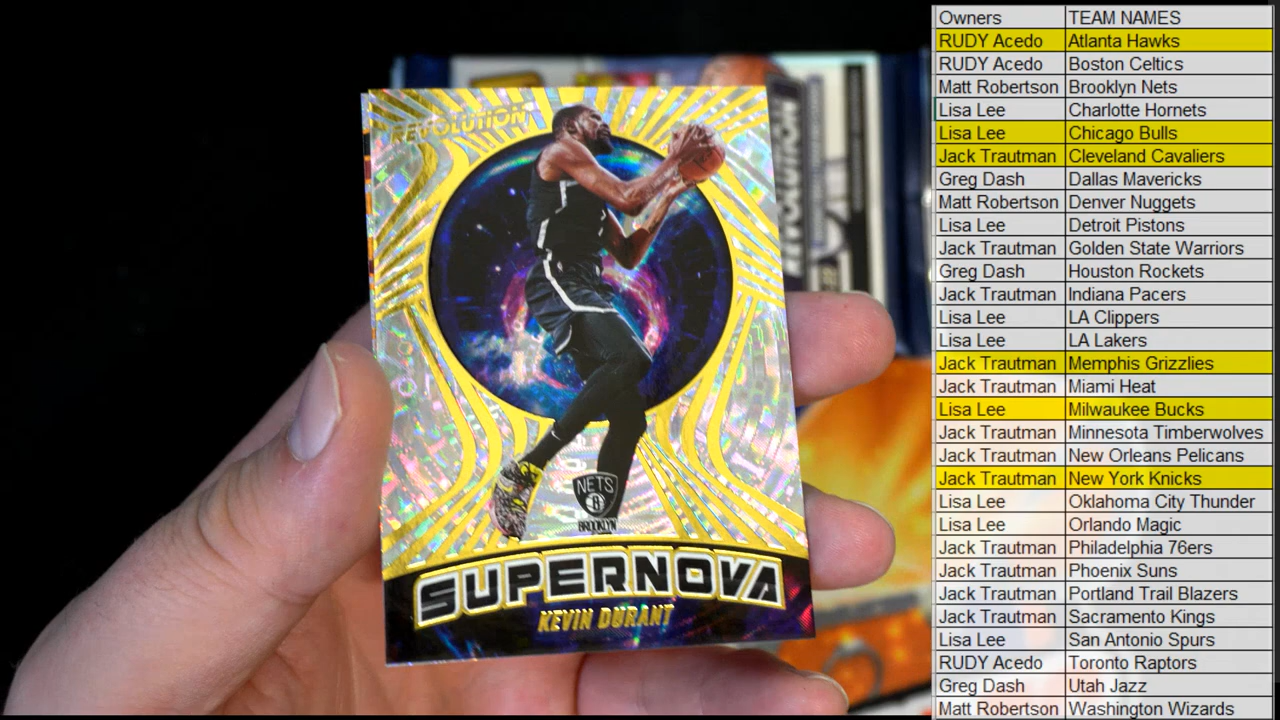 REVOLUTION
NETS
B
BROOKLYN
SUPERNOVA
KEVIN DURANT
REVOLUTION
Owners TEAM NAMES
RUDY Acedo Atlanta Hawks
RUDY Acedo Boston Celtics
Matt Robertson Brooklyn Nets
Lisa Lee Charlotte Hornets
Lisa Lee Chicago Bulls
Jack Trautman Cleveland Cavaliers
Greg Dash Dallas Mavericks
Matt Robertson Denver Nuggets
Lisa Lee Detroit Pistons
Jack Trautman Golden State Warriors
Greg Dash Houston Rockets
Jack Trautman Indiana Pacers
Lisa Lee LA Clippers
Lisa Lee LA Lakers
Jack Trautman Memphis Grizzlies
Jack Trautman Miami Heat
Lisa Lee Milwaukee Bucks
Jack Trautman Minnesota Timberwolves
Jack Trautman New Orleans Pelicans
Jack Trautman New York Knicks
Lisa Lee Oklahoma City Thunder
Lisa Lee Orlando Magic
Jack Trautman Philadelphia 76ers
Jack Trautman Phoenix Suns
Jack Trautman Portland Trail Blazers
Jack Trautman Sacramento Kings
Lisa Lee San Antonio Spurs
RUDY Acedo Toronto Raptors
Greg Dash Utah Jazz
Matt Robertson Washington Wizards